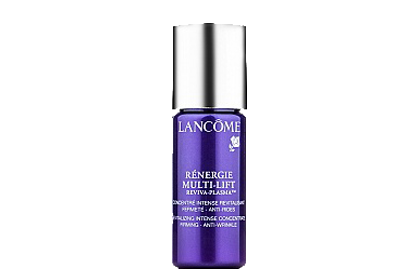 LANCÔME
RÉNERGIE
MULTI-LIFT
REVIVA-PLASMA™
CONCENTRÉ INTENSE REVITALISANT
FERMETÉ - ANTI-RIDES
REVITALIZING INTENSE CONCENTRATE
FIRMING - ANTI-WRINKLE